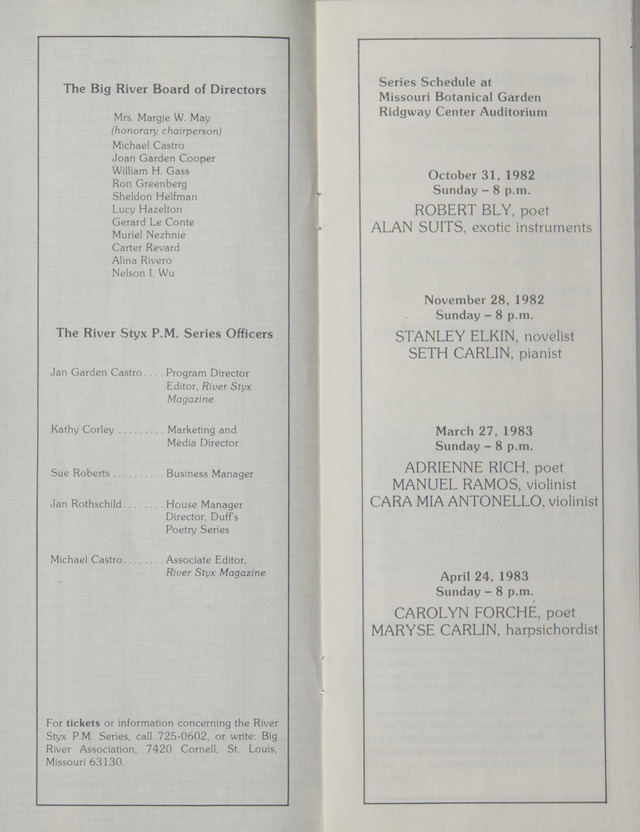 The Big River Board of Directors
Mrs. Margie W. May
(honorary chairperson)
Michael Castro
Joan Garden Cooper
William H. Gass
Ron Greenberg
Sheldon Helfman
Lucy Hazelton
Gerard Le Conte
Muriel Nezhnie
Carter Revard
Alina Rivero
Nelson I. Wu
The River Styx P.M. Series Officers
Jan Garden Castro .... Program Director
Editor, River Styx
Magazine
Kathy Corley ......... Marketing and
Media Director
Sue Roberts .......... Business Manager
Jan Rothschild........ House Manager
Director, Duff's
Poetry Series
Michael Castro........ Associate Editor,
River Styx Magazine
For tickets or information concerning the River
Styx P.M. Series, call 725-0602, or write: Big
River Association, 7420 Cornell, St. Louis,
Missouri 63130.
Series Schedule at
Missouri Botanical Garden
Ridgway Center Auditorium
October 31, 1982
Sunday – 8 p.m.
ROBERT BLY, poet
ALAN SUITS, exotic instruments
November 28, 1982
Sunday – 8 p.m.
STANLEY ELKIN, novelist
SETH CARLIN, pianist
March 27, 1983
Sunday – 8 p.m.
ADRIENNE RICH, poet
MANUEL RAMOS, violinist
CARA MIA ANTONELLO, violinist
April 24, 1983
Sunday – 8 p.m.
CAROLYN FORCHÉ, poet
MARYSE CARLIN, harpsichordist